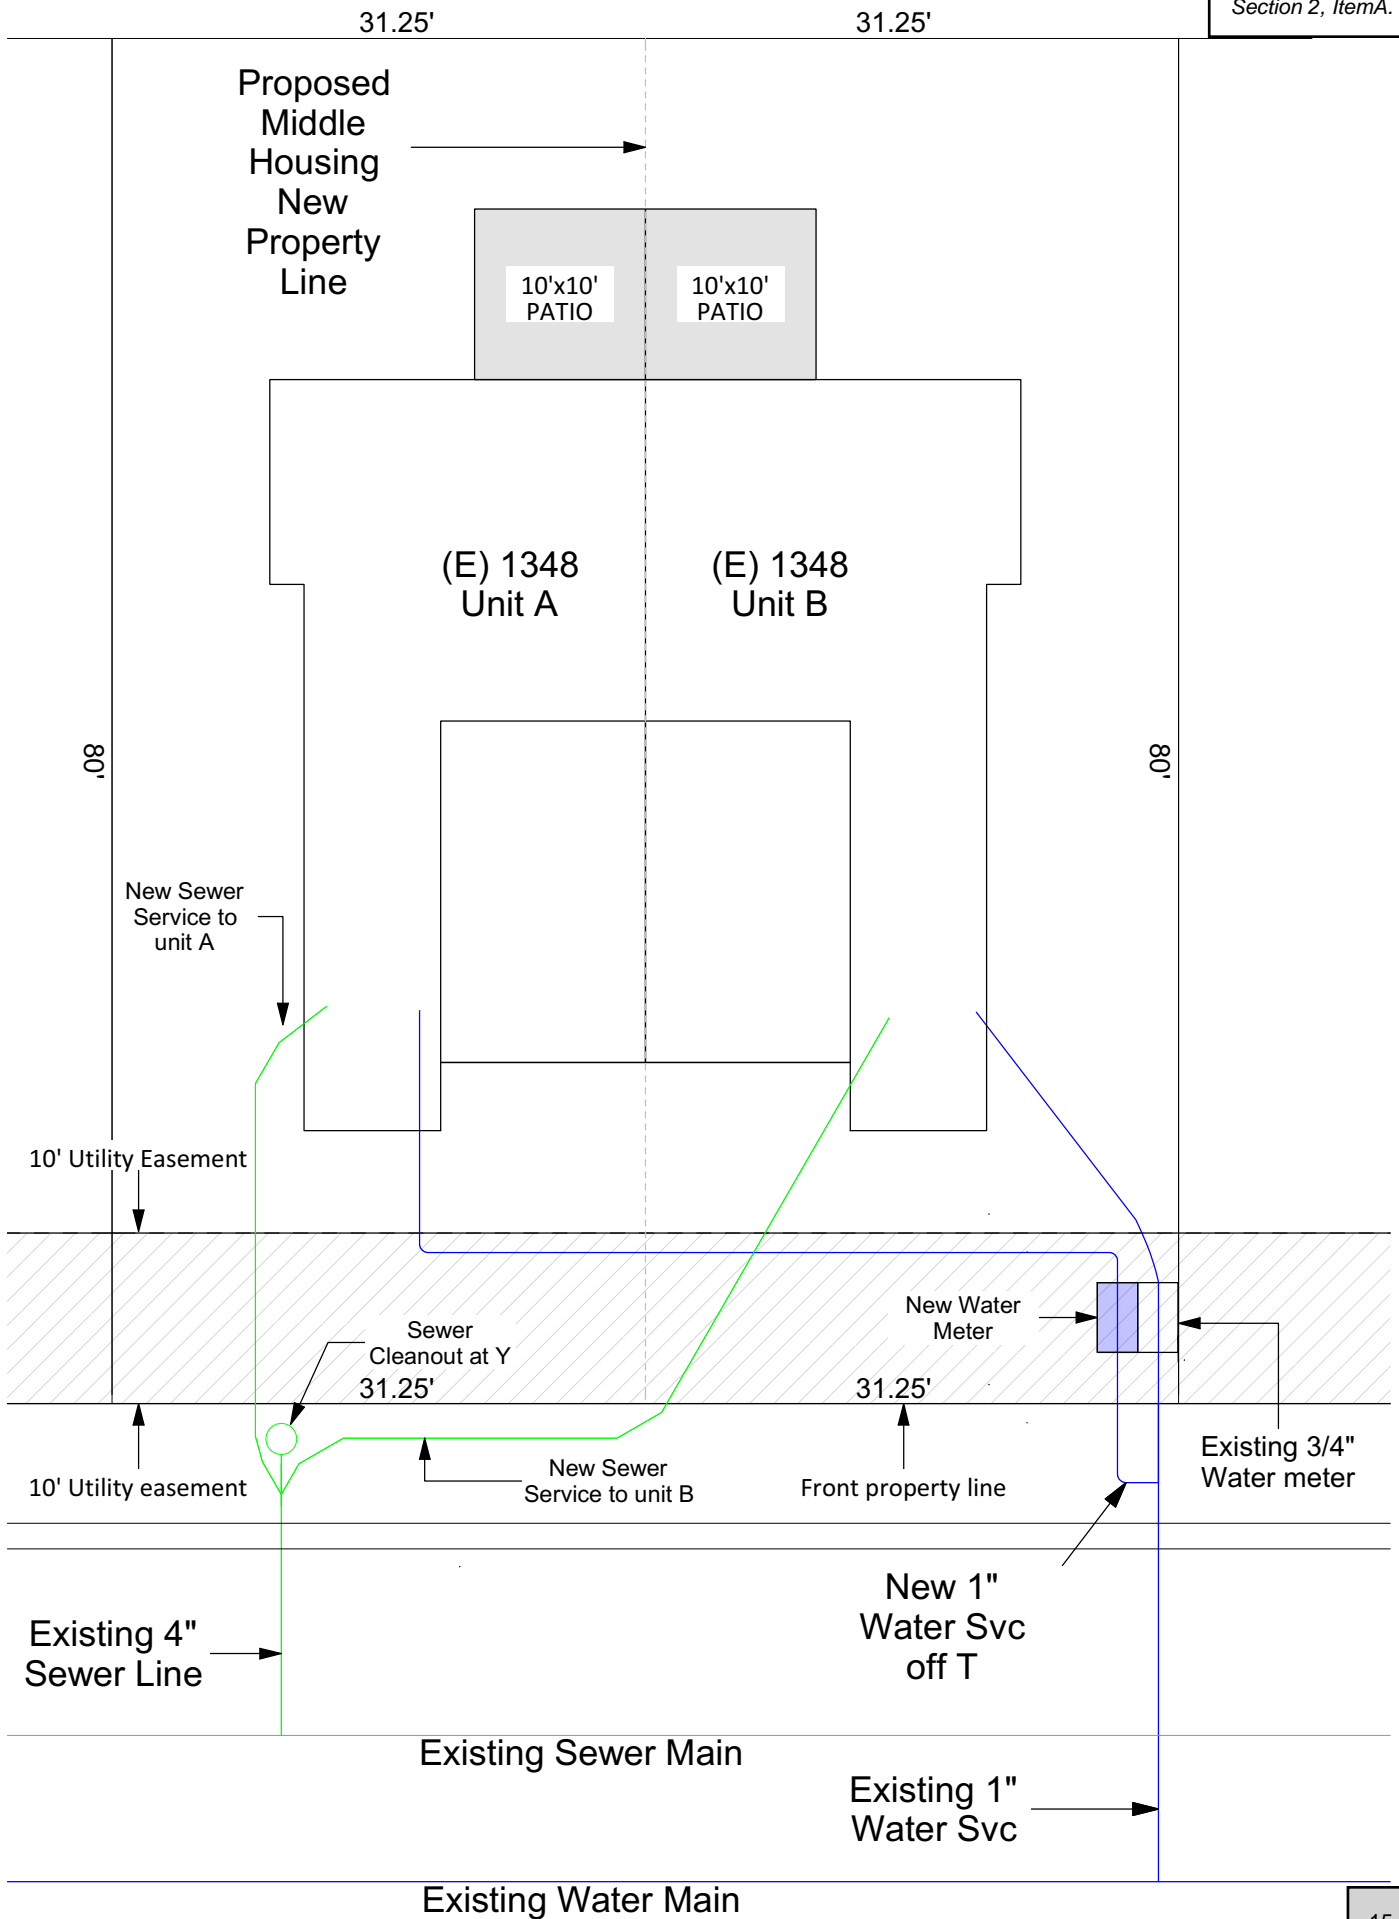 Section 2, ItemA.
31.25'
31.25'
Proposed
Middle
Housing
New
Property
Line
10'x10'
PATIO
10'x10'
PATIO
(E) 1348
Unit A
(E) 1348
Unit B
80'
80'
New Sewer
Service to
unit A
10' Utility Easement
New Water
Meter
Sewer
Cleanout at Y
31.25'
31.25'
10' Utility easement
New Sewer
Service to unit B
Front property line
Existing 3/4"
Water meter
New 1"
Water Svc
off T
Existing 4"
Sewer Line
Existing Sewer Main
Existing 1"
Water Svc
Existing Water Main
15